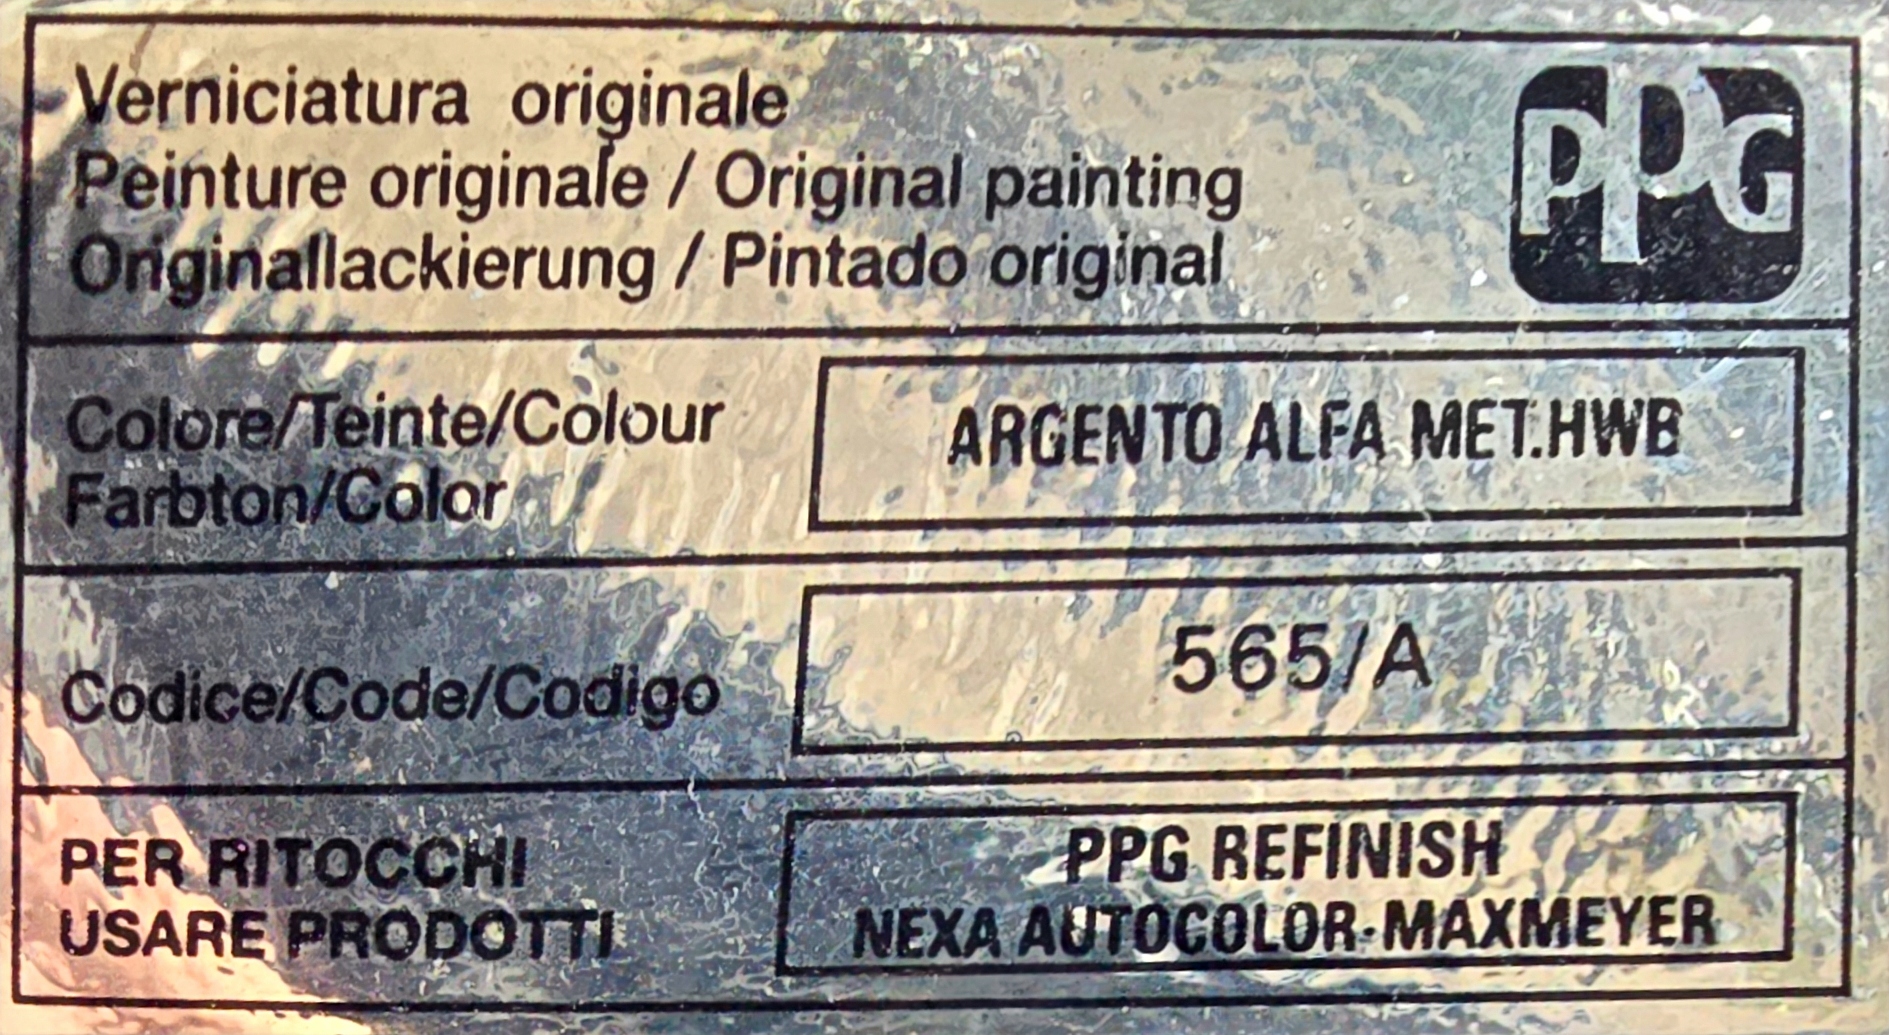 Verniciatura originale
PPG
Peinture originale / Original painting
Originallackierung / Pintado original
Colore/Teinte/Colour
Farbton/Color
ARGENTO ALFA MET.HWB
Codice/Code/Codigo
565/A
PER RITOCCHI
USARE PRODOTTI
PPG REFINISH
NEXA AUTOCOLOR-MAXMEYER